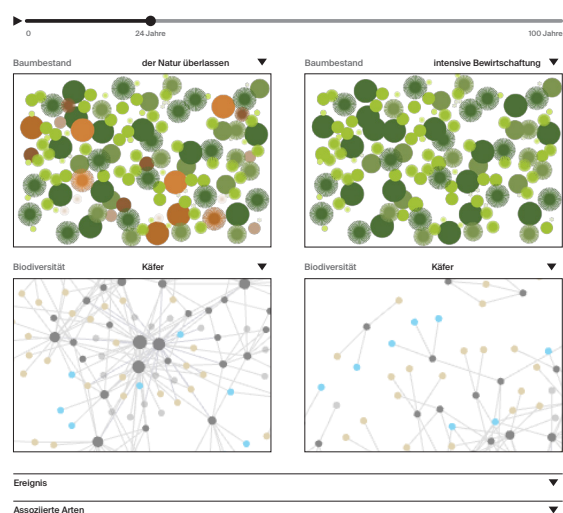 0 24 Jahre 100 Jahre
Baumbestand der Natur überlassen Baumbestand intensive Bewirtschaftung
Biodiversität Käfer Biodiversität Käfer
Ereignis
Assoziierte Arten